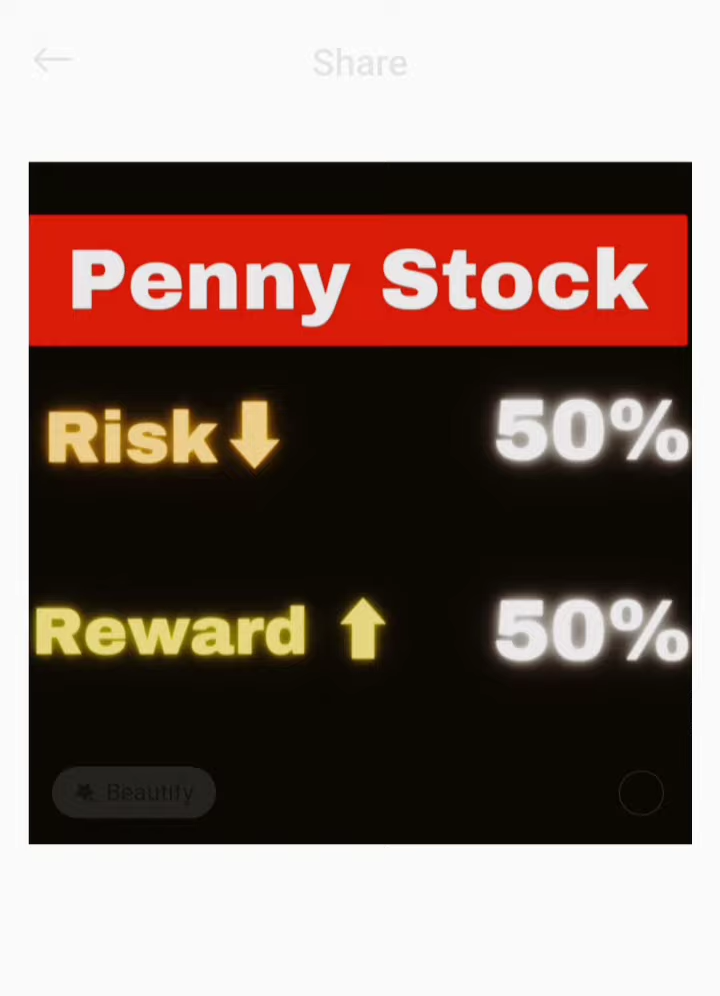 Share
Penny Stock
Risk⬇ 50%
Reward ⬆ 50%
Beautify